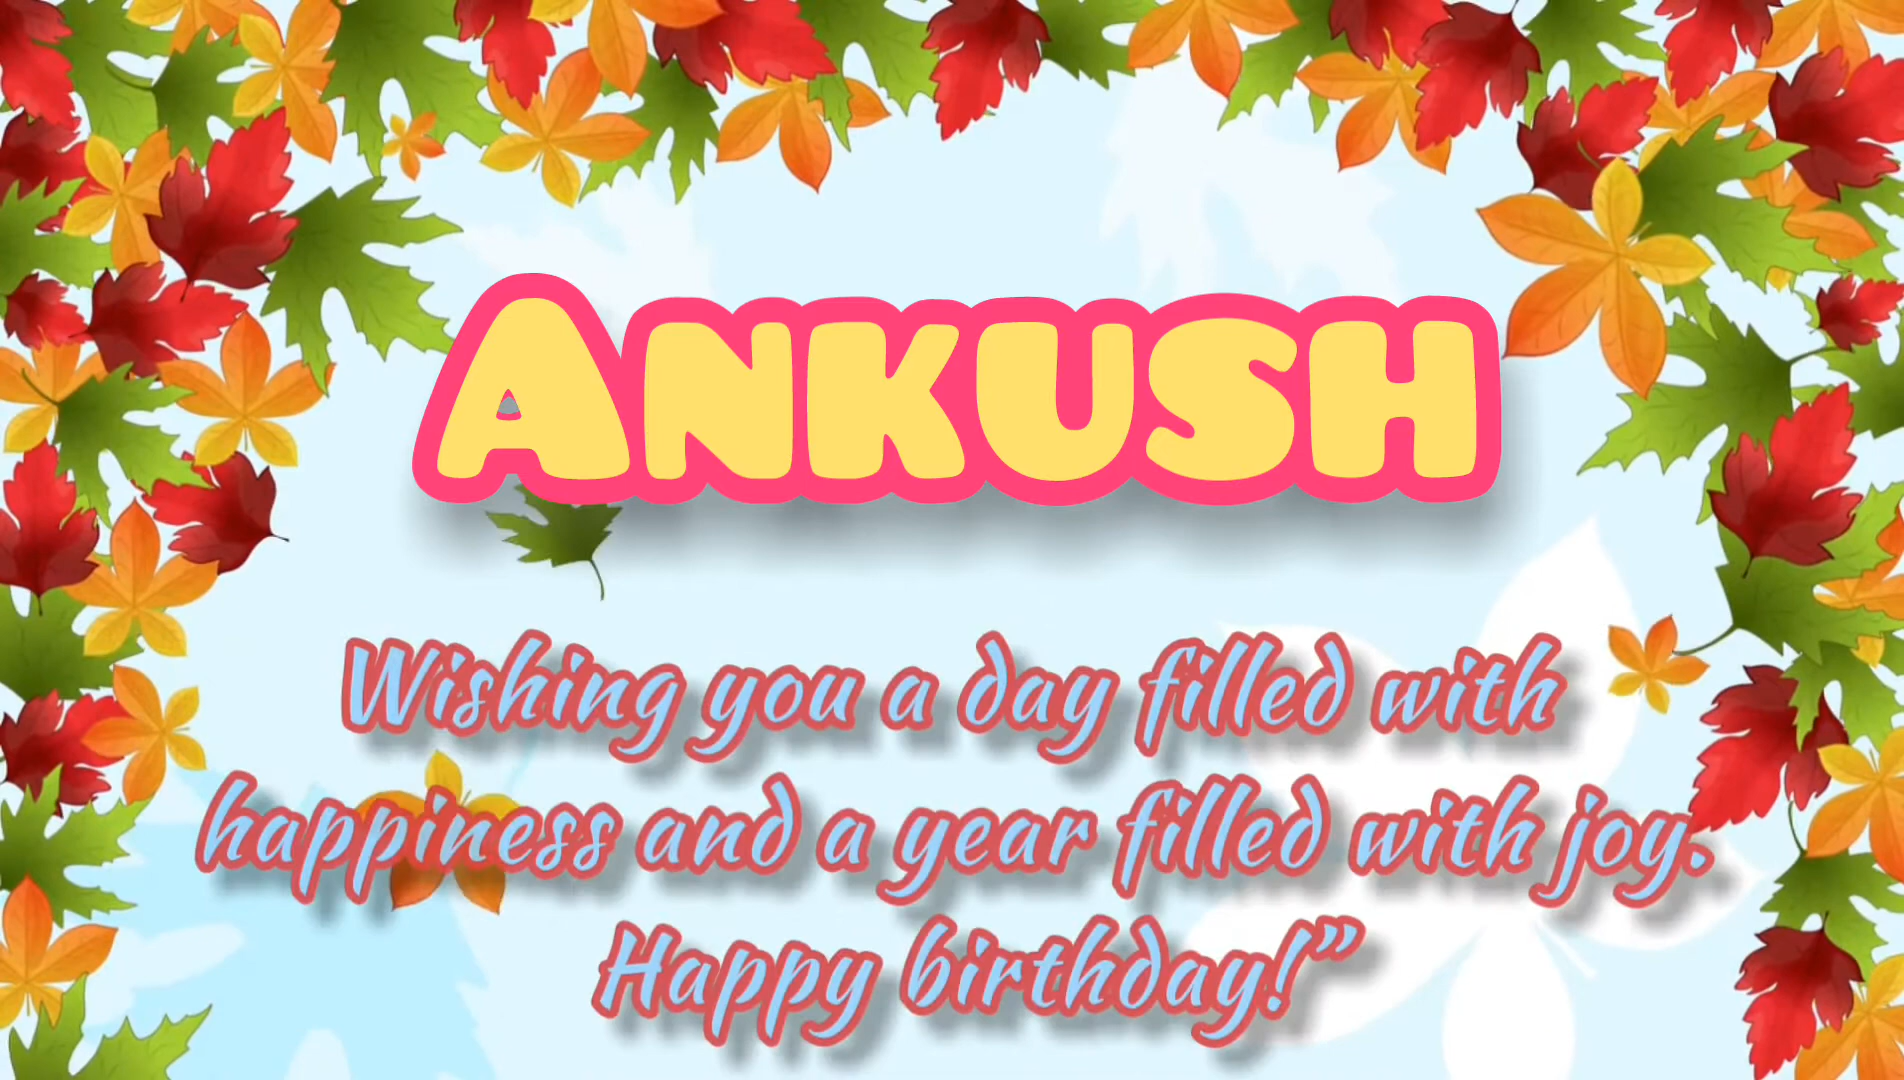 Ankush
Wishing you a day filled with
happiness and a year filled with joy.
Happy birthday!”